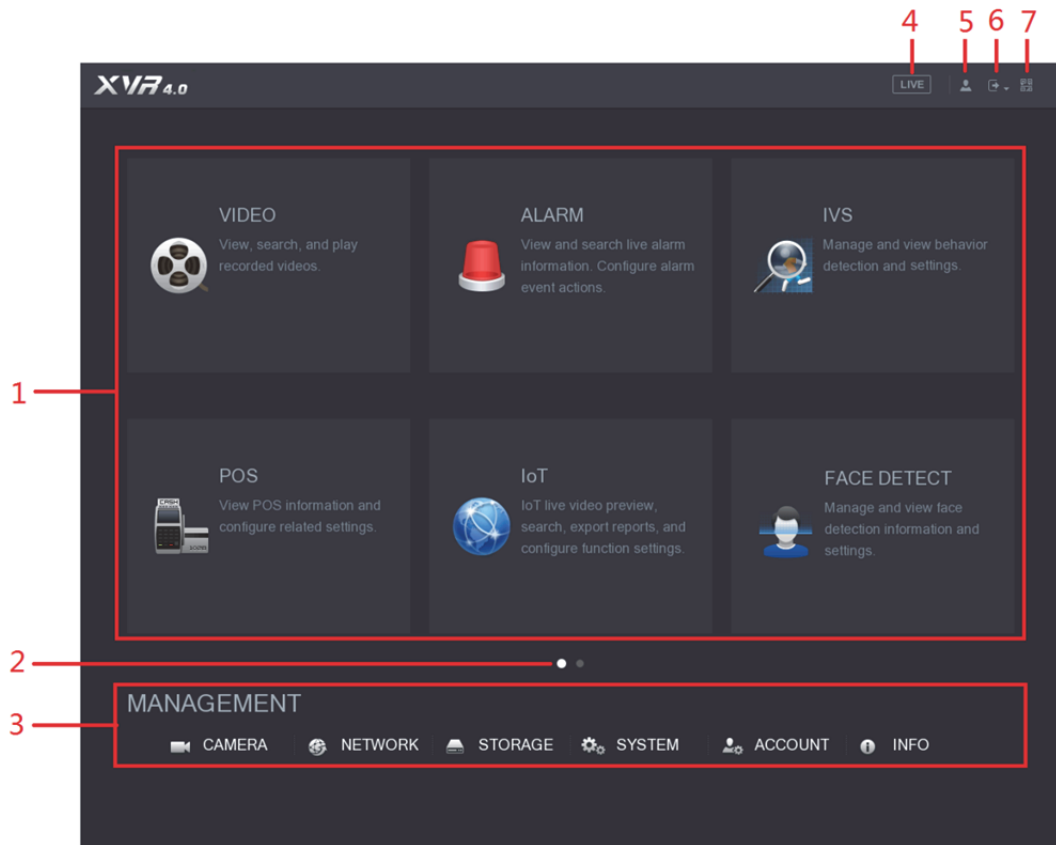 4 5 6 7
XVR 4.0
LIVE
VIDEO
View, search, and play
recorded videos.
ALARM
View and search live alarm
information. Configure alarm
event actions.
IVS
Manage and view behavior
detection and settings.
1
POS
View POS information and
configure related settings.
IoT
IoT live video preview,
search, export reports, and
configure function settings.
FACE DETECT
Manage and view face
detection information and
settings.
2
3
MANAGEMENT
CAMERA NETWORK STORAGE SYSTEM ACCOUNT INFO